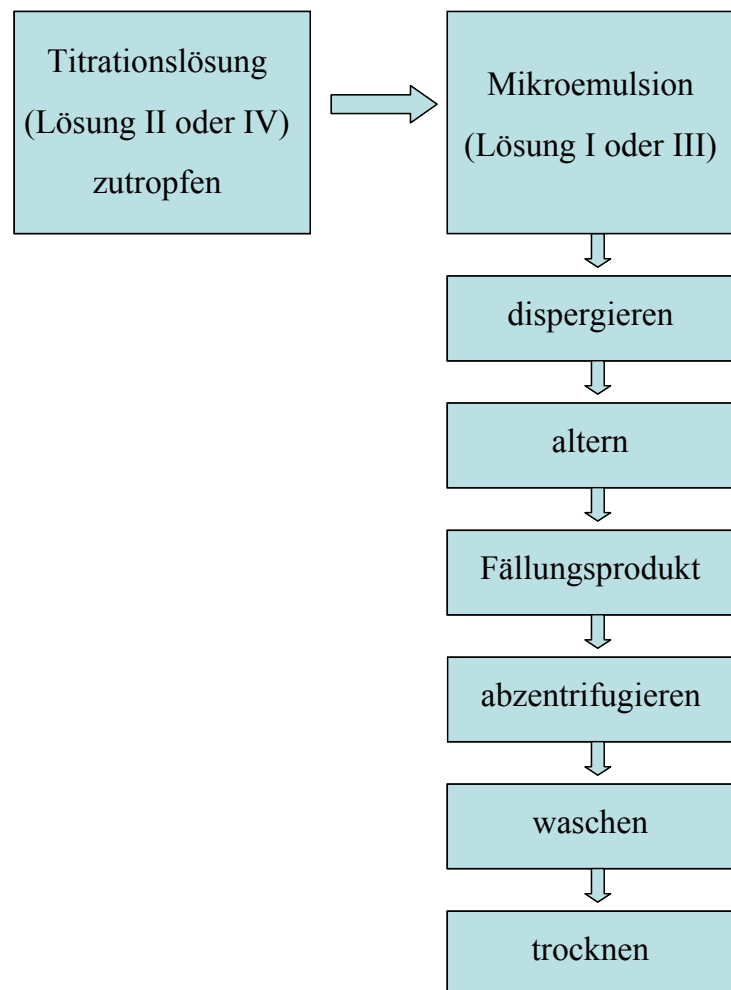 Titrationslösung
(Lösung II oder IV)
zutropfen
Mikroemulsion
(Lösung I oder III)
dispergieren
altern
Fällungsprodukt
abzentrifugieren
waschen
trocknen